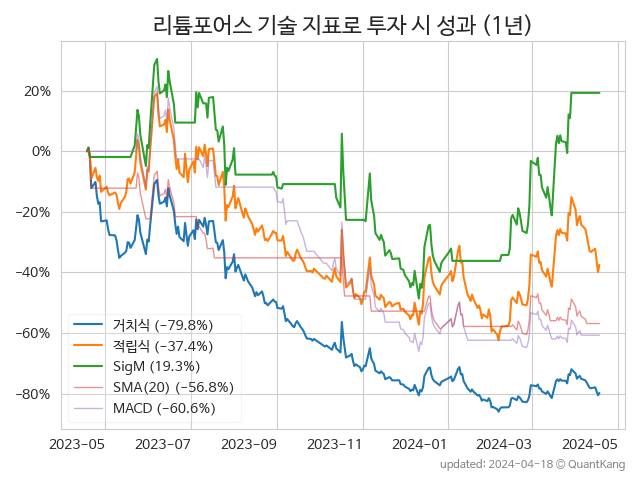 리튬포어스 기술 지표로 투자 시 성과 (1년)
20%
0%
−20%
−40%
−60%
−80%
거치식 (−79.8%)
적립식 (−37.4%)
SigM (19.3%)
SMA(20) (−56.8%)
MACD (−60.6%)
2023-05 2023-07 2023-09 2023-11 2024-01 2024-03 2024-05
updated: 2024-04-18 © QuantKang